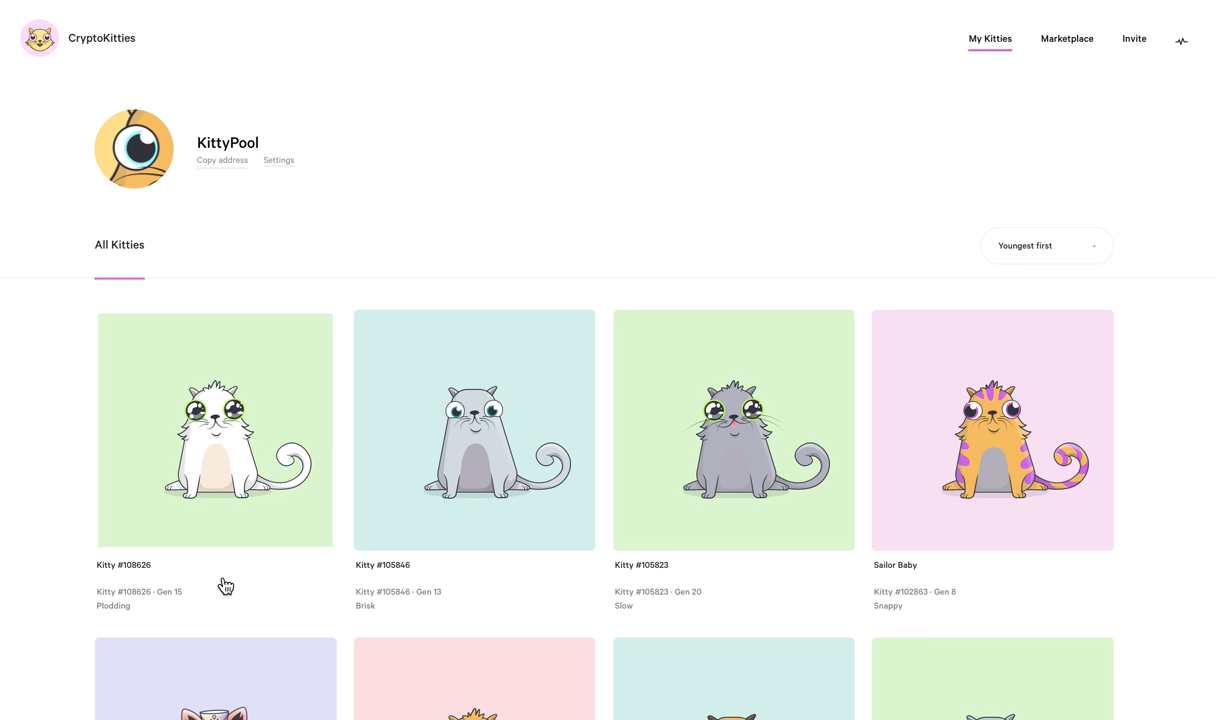 CryptoKitties
My Kitties
Marketplace
Invite
KittyPool
Copy address
Settings
All Kitties
Youngest first
Kitty #108626
Kitty #108626 · Gen 15
Plodding
Kitty #105846
Kitty #105846 · Gen 13
Brisk
Kitty #105823
Kitty #105823 · Gen 20
Slow
Sailor Baby
Kitty #102863 · Gen 8
Snappy